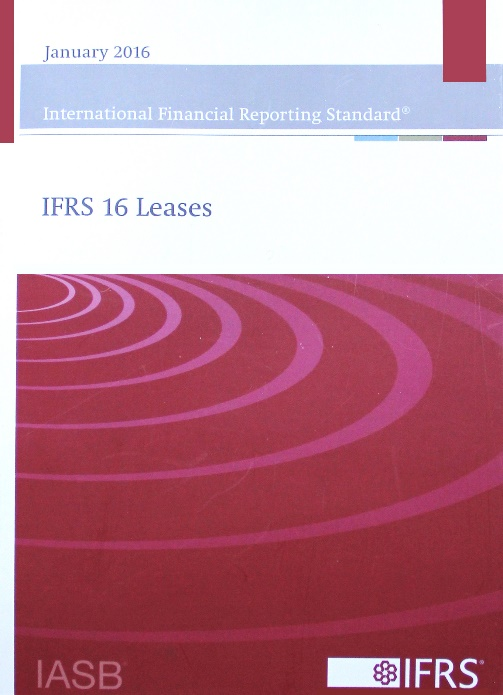 January 2016
International Financial Reporting Standard®
IFRS 16 Leases
IASB®
IFRS®